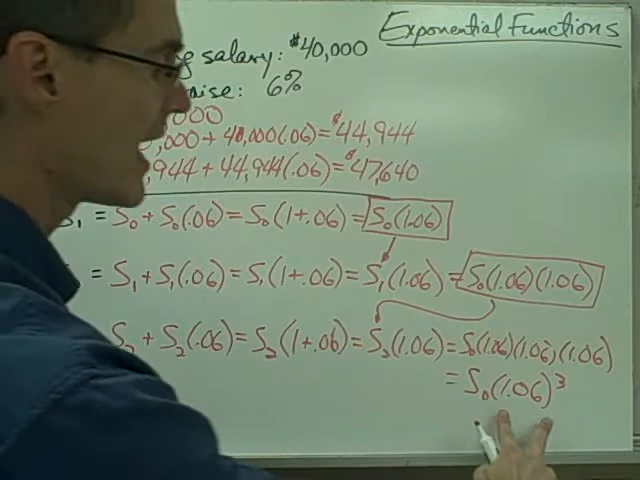 Exponential Functions
g salary: $40,000
aise: 6%
000
,000 + 40,000(.06) = $44,944
,944 + 44,944(.06) = $47,640
S₁ = S₀ + S₀(.06) = S₀(1+.06) = S₀(1.06)
= S₁ + S₁(.06) = S₁(1+.06) = S₁(1.06) = S₀(1.06)(1.06)
S₂ + S₂(.06) = S₂(1+.06) = S₂(1.06) = S₀(1.06)(1.06)(1.06)
= S₀(1.06)³